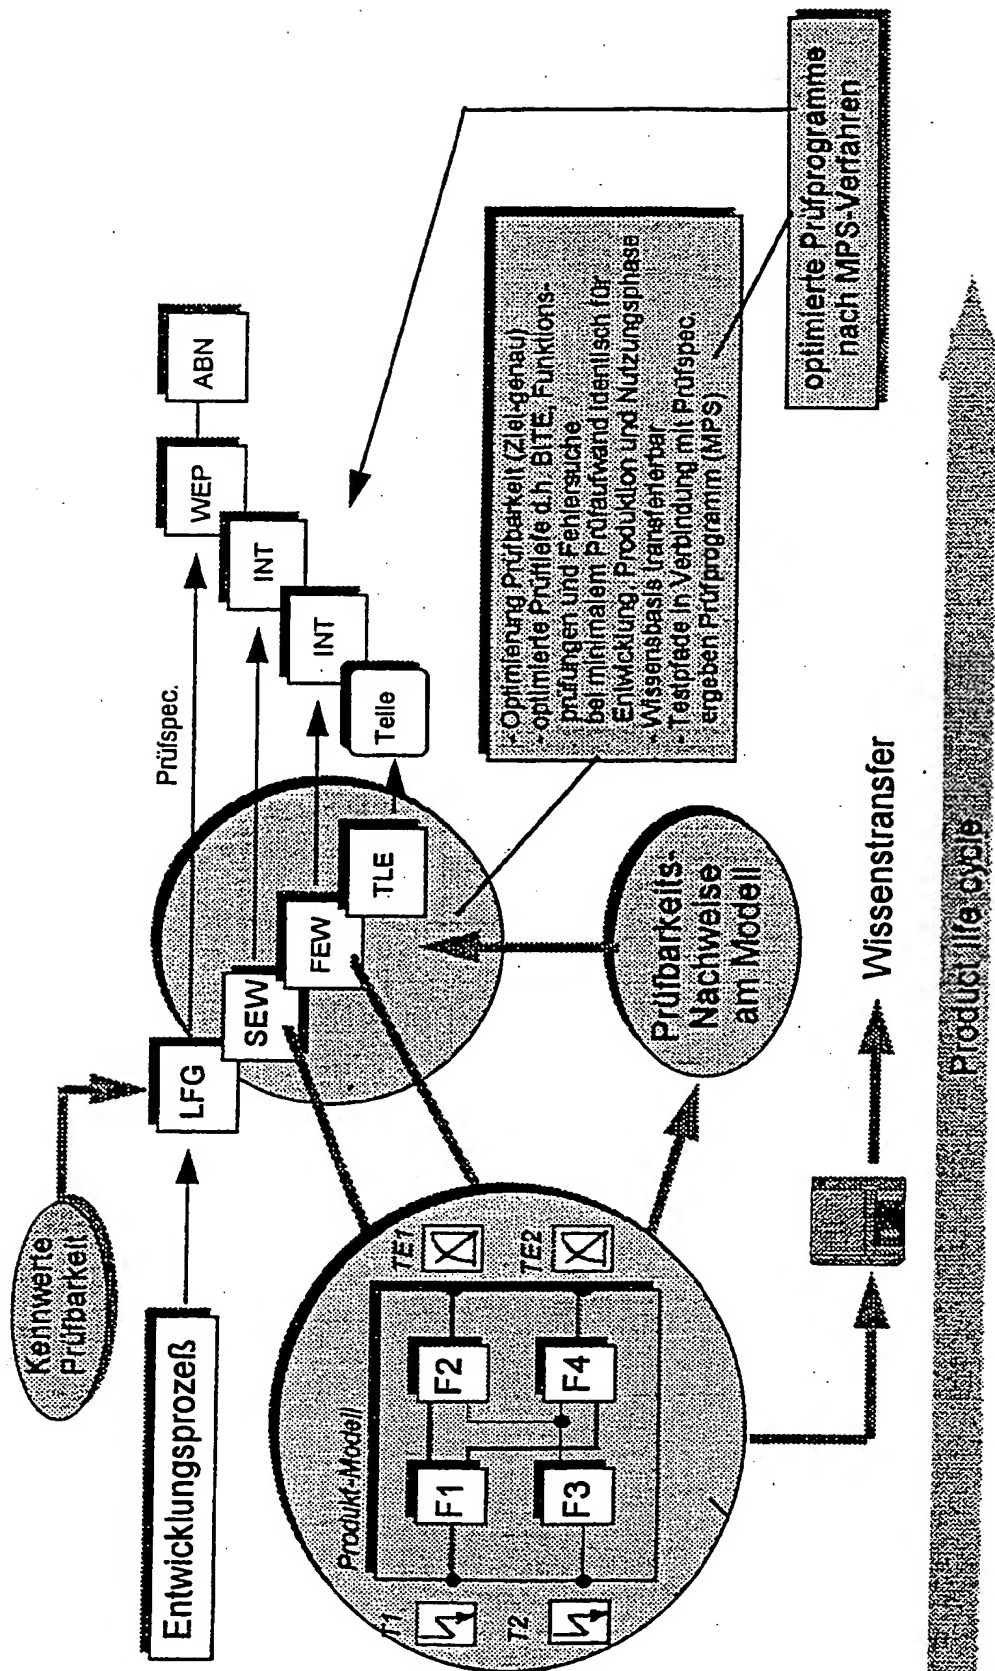 Kennwerte
Prüfbarkeit
Entwicklungsprozeß
LFG
SEW
FEW
TLE
Prüfspec.
Teile
INT
INT
WEP
ABN
Produkt-Modell
T1
T2
F1
F2
F3
F4
TE1
TE2
Prüfbarkeits-
Nachweise
am Modell
- Optimierung Prüfbarkeit (Ziel-genau)
- optimierte Prüftiefe d.h. BITE, Funktions-
prüfungen und Fehlersuche
bei minimalem Prüfaufwand identisch für
Entwicklung, Produktion und Nutzungsphase
- Wissensbasis transferierbar
- Testpfade in Verbindung mit Prüfspec.
ergeben Prüfprogramm (MPS)
optimierte Prüfprogramme
nach MPS-Verfahren
Wissenstransfer
Product life cycle